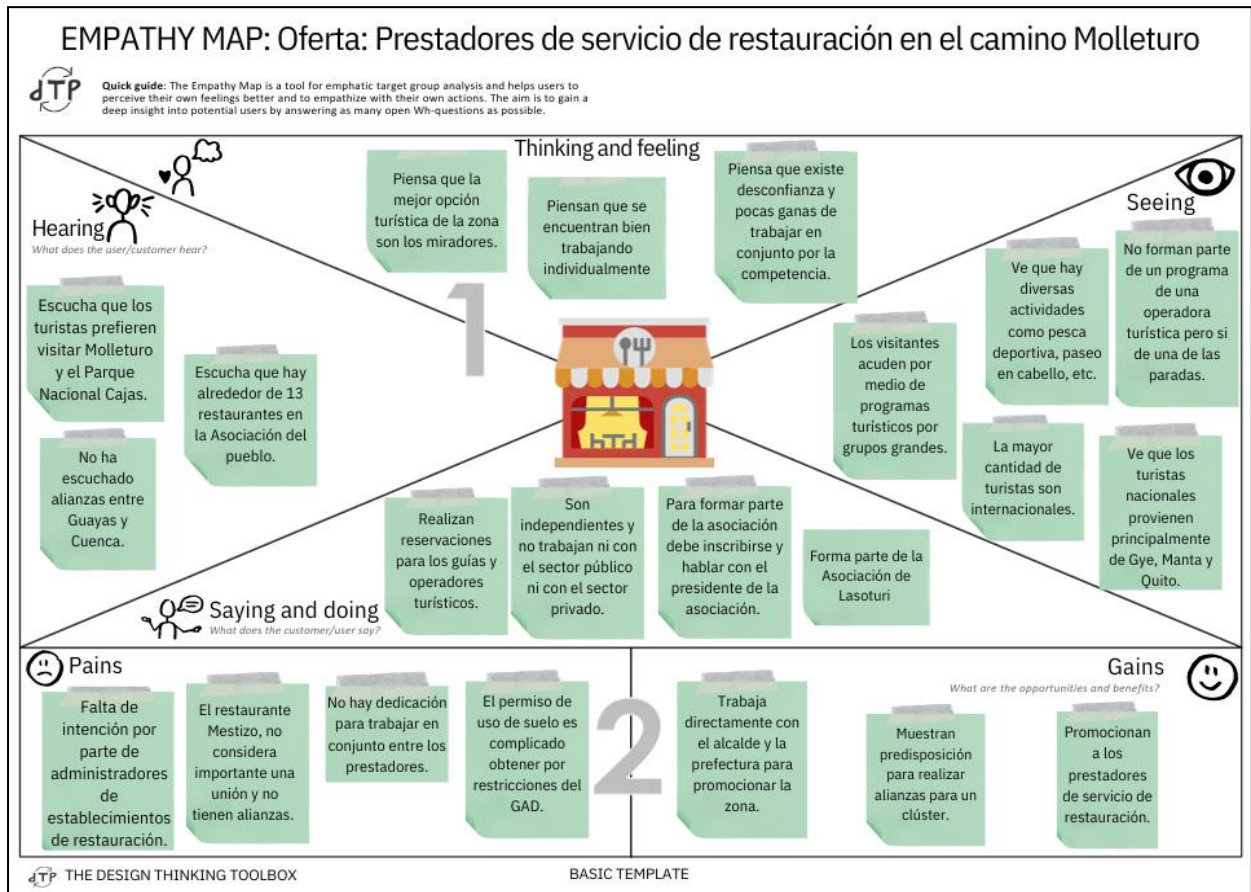 EMPATHY MAP: Oferta: Prestadores de servicio de restauración en el camino Molleturo
dTP
Quick guide: The Empathy Map is a tool for emphatic target group analysis and helps users to
perceive their own feelings better and to empathize with their own actions. The aim is to gain a
deep insight into potential users by answering as many open Wh-questions as possible.
Thinking and feeling
Piensa que la
mejor opción
turística de la zona
son los miradores.
Piensan que se
encuentran bien
trabajando
individualmente
Piensa que existe
desconfianza y
pocas ganas de
trabajar en
conjunto por la
competencia.
1
Hearing
What does the user/customer hear?
Escucha que los
turistas prefieren
visitar Molleturo
y el Parque
Nacional Cajas.
Escucha que hay
alrededor de 13
restaurantes en
la Asociación del
pueblo.
No ha
escuchado
alianzas entre
Guayas y
Cuenca.
Seeing
Los visitantes
acuden por
medio de
programas
turísticos por
grupos grandes.
Ve que hay
diversas
actividades
como pesca
deportiva, paseo
en cabello, etc.
No forman parte
de un programa
de una
operadora
turística pero si
de una de las
paradas.
La mayor
cantidad de
turistas son
internacionales.
Ve que los
turistas
nacionales
provienen
principalmente
de Gye, Manta y
Quito.
Saying and doing
What does the customer/user say?
Realizan
reservaciones
para los guías y
operadores
turísticos.
Son
independientes y
no trabajan ni con
el sector público
ni con el sector
privado.
Para formar parte
de la asociación
debe inscribirse y
hablar con el
presidente de la
asociación.
Forma parte de la
Asociación de
Lasoturi
Pains
Falta de
intención por
parte de
administradores
de
establecimientos
de restauración.
El restaurante
Mestizo, no
considera
importante una
unión y no
tienen alianzas.
No hay dedicación
para trabajar en
conjunto entre los
prestadores.
El permiso de
uso de suelo es
complicado
obtener por
restricciones del
GAD.
2
Gains
What are the opportunities and benefits?
Trabaja
directamente con
el alcalde y la
prefectura para
promocionar la
zona.
Muestran
predisposición
para realizar
alianzas para un
clúster.
Promocionan
a los
prestadores
de servicio de
restauración.
dTP THE DESIGN THINKING TOOLBOX
BASIC TEMPLATE